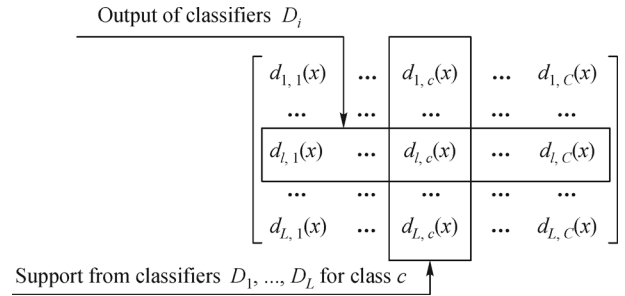 Output of classifiers D_i
d_{1, 1}(x) ... d_{1, c}(x) ... d_{1, C}(x)
... ... ... ... ...
d_{l, 1}(x) ... d_{l, c}(x) ... d_{l, C}(x)
... ... ... ... ...
d_{L, 1}(x) ... d_{L, c}(x) ... d_{L, C}(x)
Support from classifiers D_1, ..., D_L for class c